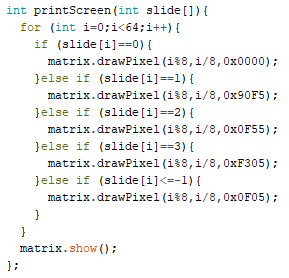 int printScreen(int slide[]){
  for (int i=0;i<64;i++){
    if (slide[i]==0){
      matrix.drawPixel(i%8,i/8,0x0000);
    }else if (slide[i]==1){
      matrix.drawPixel(i%8,i/8,0x90F5);
    }else if (slide[i]==2){
      matrix.drawPixel(i%8,i/8,0x0F55);
    }else if (slide[i]==3){
      matrix.drawPixel(i%8,i/8,0xF305);
    }else if (slide[i]<=-1){
      matrix.drawPixel(i%8,i/8,0x0F05);
    }
  }
  matrix.show();
};